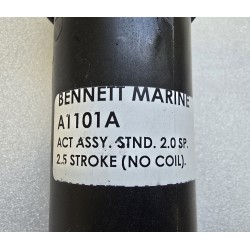 BENNETT MARINE
A1101A
ACT ASSY. STND. 2.0 SP.
2.5 STROKE (NO COIL).